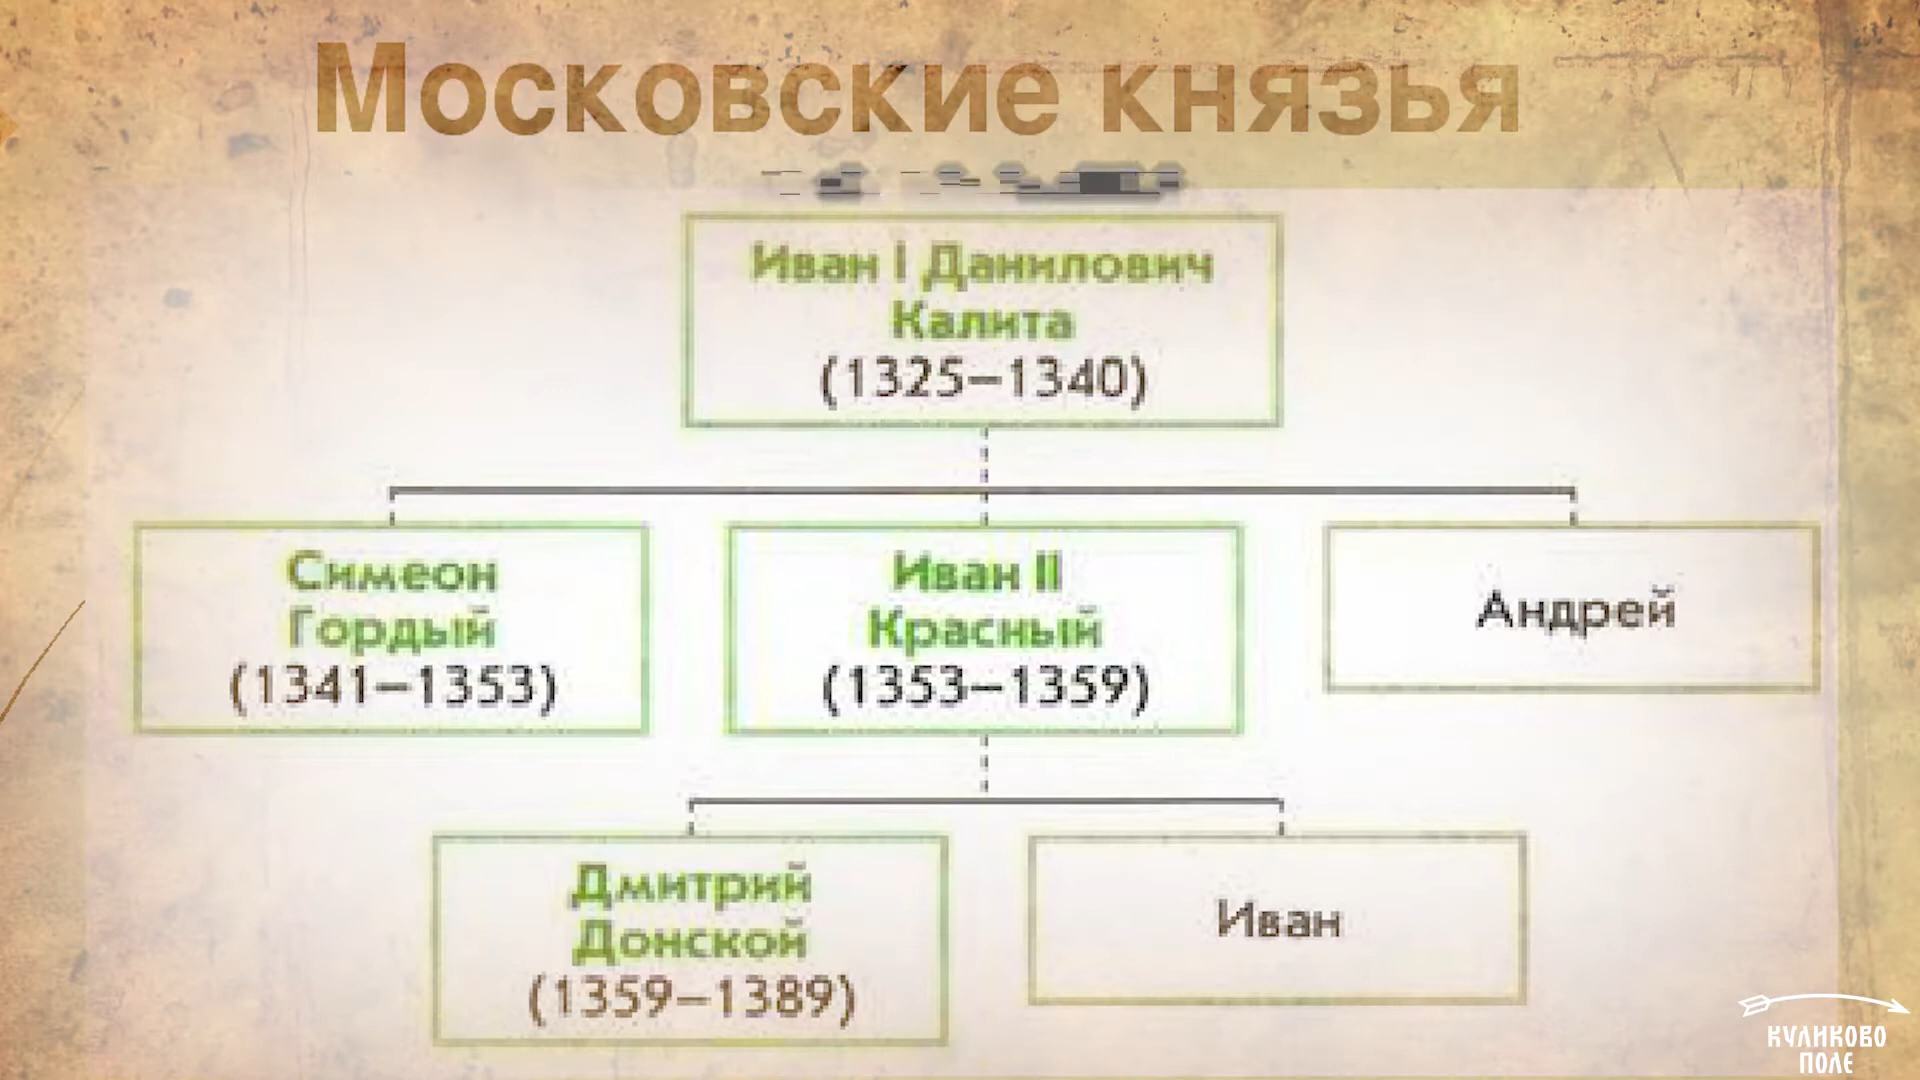 Московские князья
Иван I Данилович
Калита
(1325–1340)
Симеон
Гордый
(1341–1353)
Иван II
Красный
(1353–1359)
Андрей
Дмитрий
Донской
(1359–1389)
Иван
КУЛИКОВО
ПОЛЕ